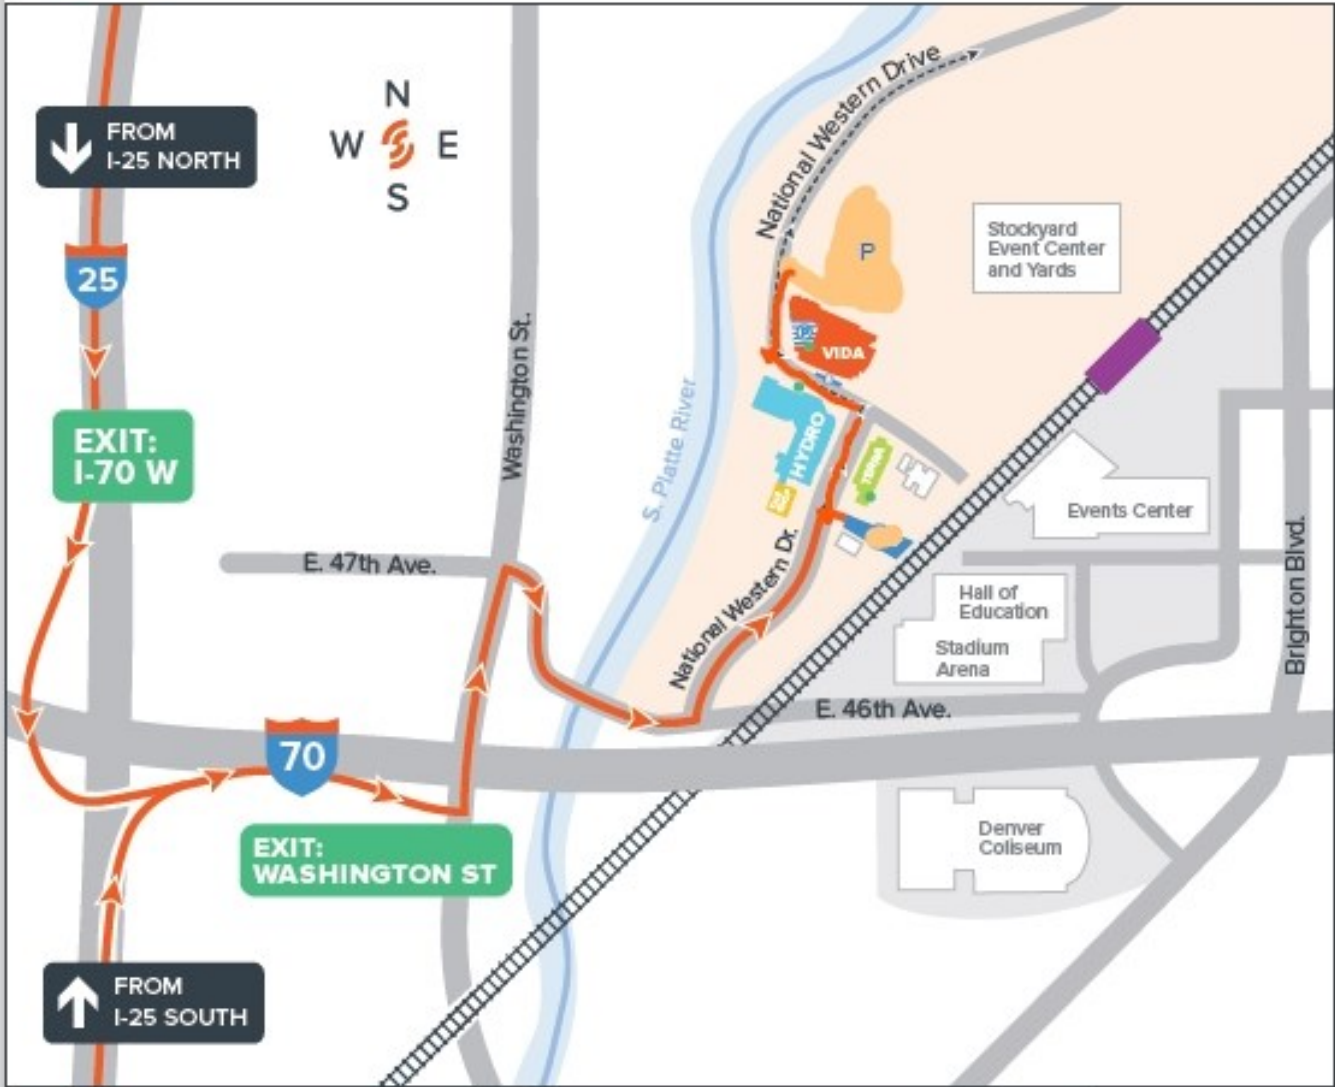 FROM
I-25 NORTH
N
W E
S
25
EXIT:
I-70 W
Washington St.
E. 47th Ave.
S. Platte River
National Western Drive
P
VIDA
HYDRO
TERRA
National Western Dr.
Stockyard
Event Center
and Yards
Events Center
Hall of
Education
Stadium
Arena
Brighton Blvd.
E. 46th Ave.
70
EXIT:
WASHINGTON ST
Denver
Coliseum
FROM
I-25 SOUTH